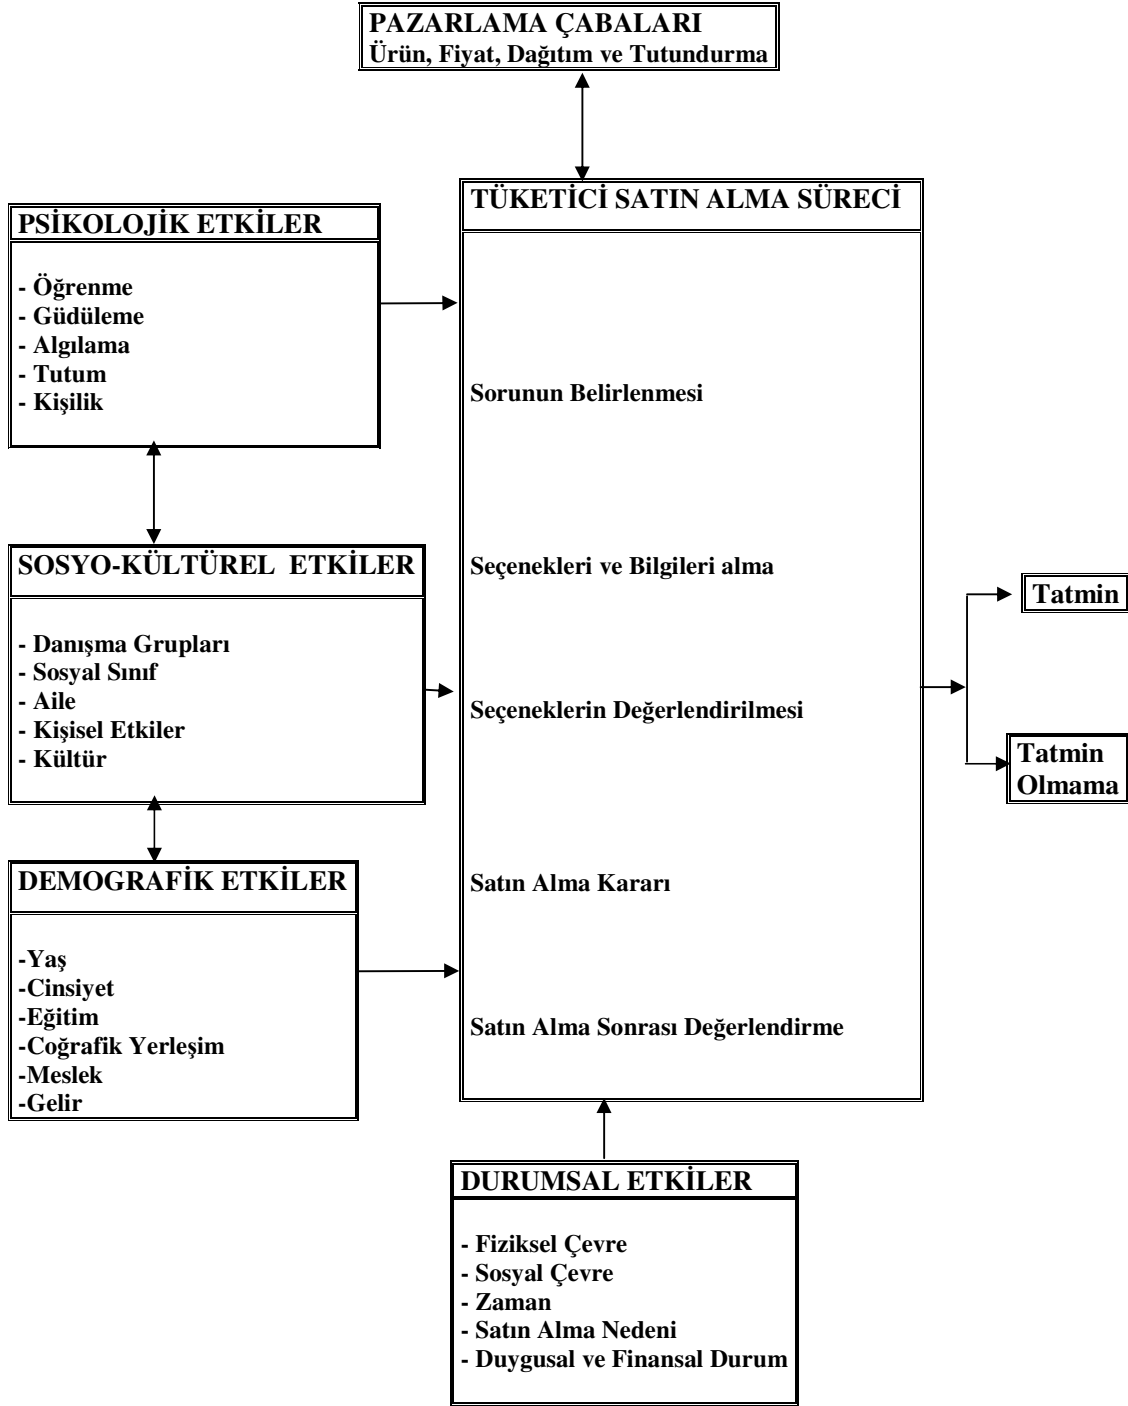 PAZARLAMA ÇABALARI
Ürün, Fiyat, Dağıtım ve Tutundurma
PSİKOLOJİK ETKİLER
- Öğrenme
- Güdüleme
- Algılama
- Tutum
- Kişilik
SOSYO-KÜLTÜREL ETKİLER
- Danışma Grupları
- Sosyal Sınıf
- Aile
- Kişisel Etkiler
- Kültür
DEMOGRAFİK ETKİLER
-Yaş
-Cinsiyet
-Eğitim
-Coğrafik Yerleşim
-Meslek
-Gelir
TÜKETİCİ SATIN ALMA SÜRECİ
Sorunun Belirlenmesi
Seçenekleri ve Bilgileri alma
Seçeneklerin Değerlendirilmesi
Satın Alma Kararı
Satın Alma Sonrası Değerlendirme
Tatmin
Tatmin
Olmama
DURUMSAL ETKİLER
- Fiziksel Çevre
- Sosyal Çevre
- Zaman
- Satın Alma Nedeni
- Duygusal ve Finansal Durum